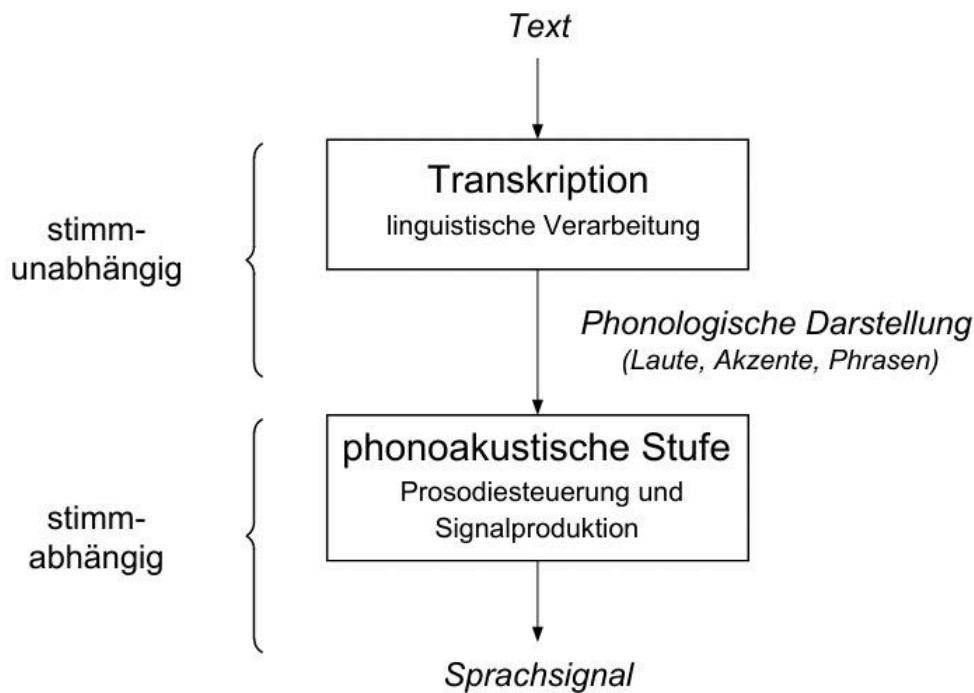 Text
Transkription
linguistische Verarbeitung
stimm-
unabhängig
Phonologische Darstellung
(Laute, Akzente, Phrasen)
phonoakustische Stufe
Prosodiesteuerung und
Signalproduktion
stimm-
abhängig
Sprachsignal